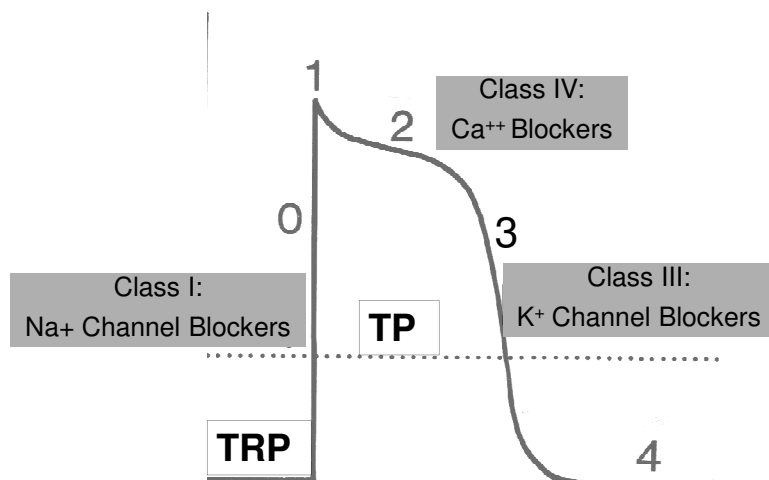 1
Class IV:
Ca⁺⁺ Blockers
2
0
3
Class I:
Na+ Channel Blockers
Class III:
K⁺ Channel Blockers
TP
TRP
4